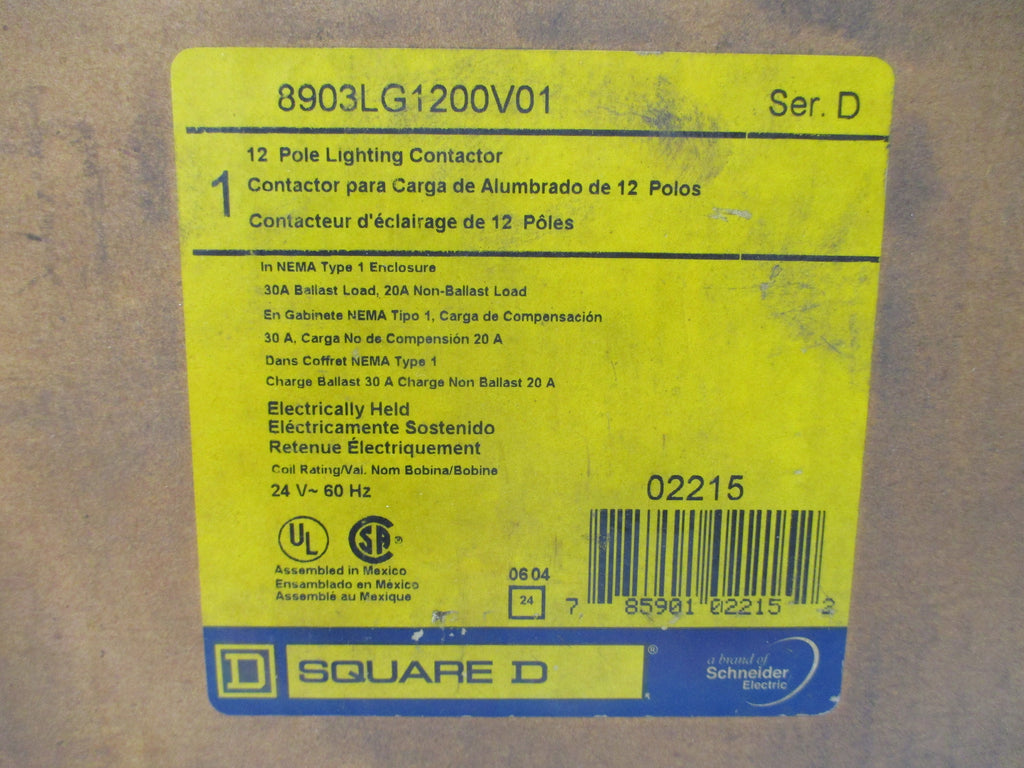 8903LG1200V01 Ser. D
12 Pole Lighting Contactor
1 Contactor para Carga de Alumbrado de 12 Polos
Contacteur d'éclairage de 12 Pôles
In NEMA Type 1 Enclosure
30A Ballast Load, 20A Non-Ballast Load
En Gabinete NEMA Tipo 1, Carga de Compensación
30 A, Carga No de Compensión 20 A
Dans Coffret NEMA Type 1
Charge Ballast 30 A Charge Non Ballast 20 A
Electrically Held
Eléctricamente Sostenido
Retenue Électriquement
Coil Rating/Val. Nom Bobina/Bobine
24 V~ 60 Hz
02215
UL SA ®
Assembled in Mexico
Ensamblado en México
Assemblé au Mexique
06 04
24
7 85901 02215 2
D SQUARE D ®
a brand of
Schneider
Electric